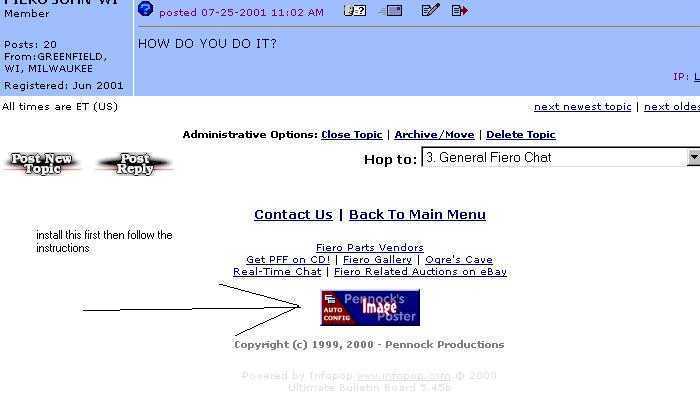 FIERO JOHN-WI
Member
posted 07-25-2001 11:02 AM
HOW DO YOU DO IT?
Posts: 20
From:GREENFIELD,
WI, MILWAUKEE
Registered: Jun 2001
IP:
All times are ET (US)
next newest topic | next oldes
Administrative Options: Close Topic | Archive/Move | Delete Topic
Post New
Topic
Post
Reply
Hop to: 3. General Fiero Chat
Contact Us | Back To Main Menu
install this first then follow the
instructions
Fiero Parts Vendors
Get PFF on CD! | Fiero Gallery | Ogre's Cave
Real-Time Chat | Fiero Related Auctions on eBay
AUTO
CONFIG
Pennock's
Image
Poster
Copyright (c) 1999, 2000 - Pennock Productions
Powered by Infopop www.infopop.com © 2000
Ultimate Bulletin Board 5.45b